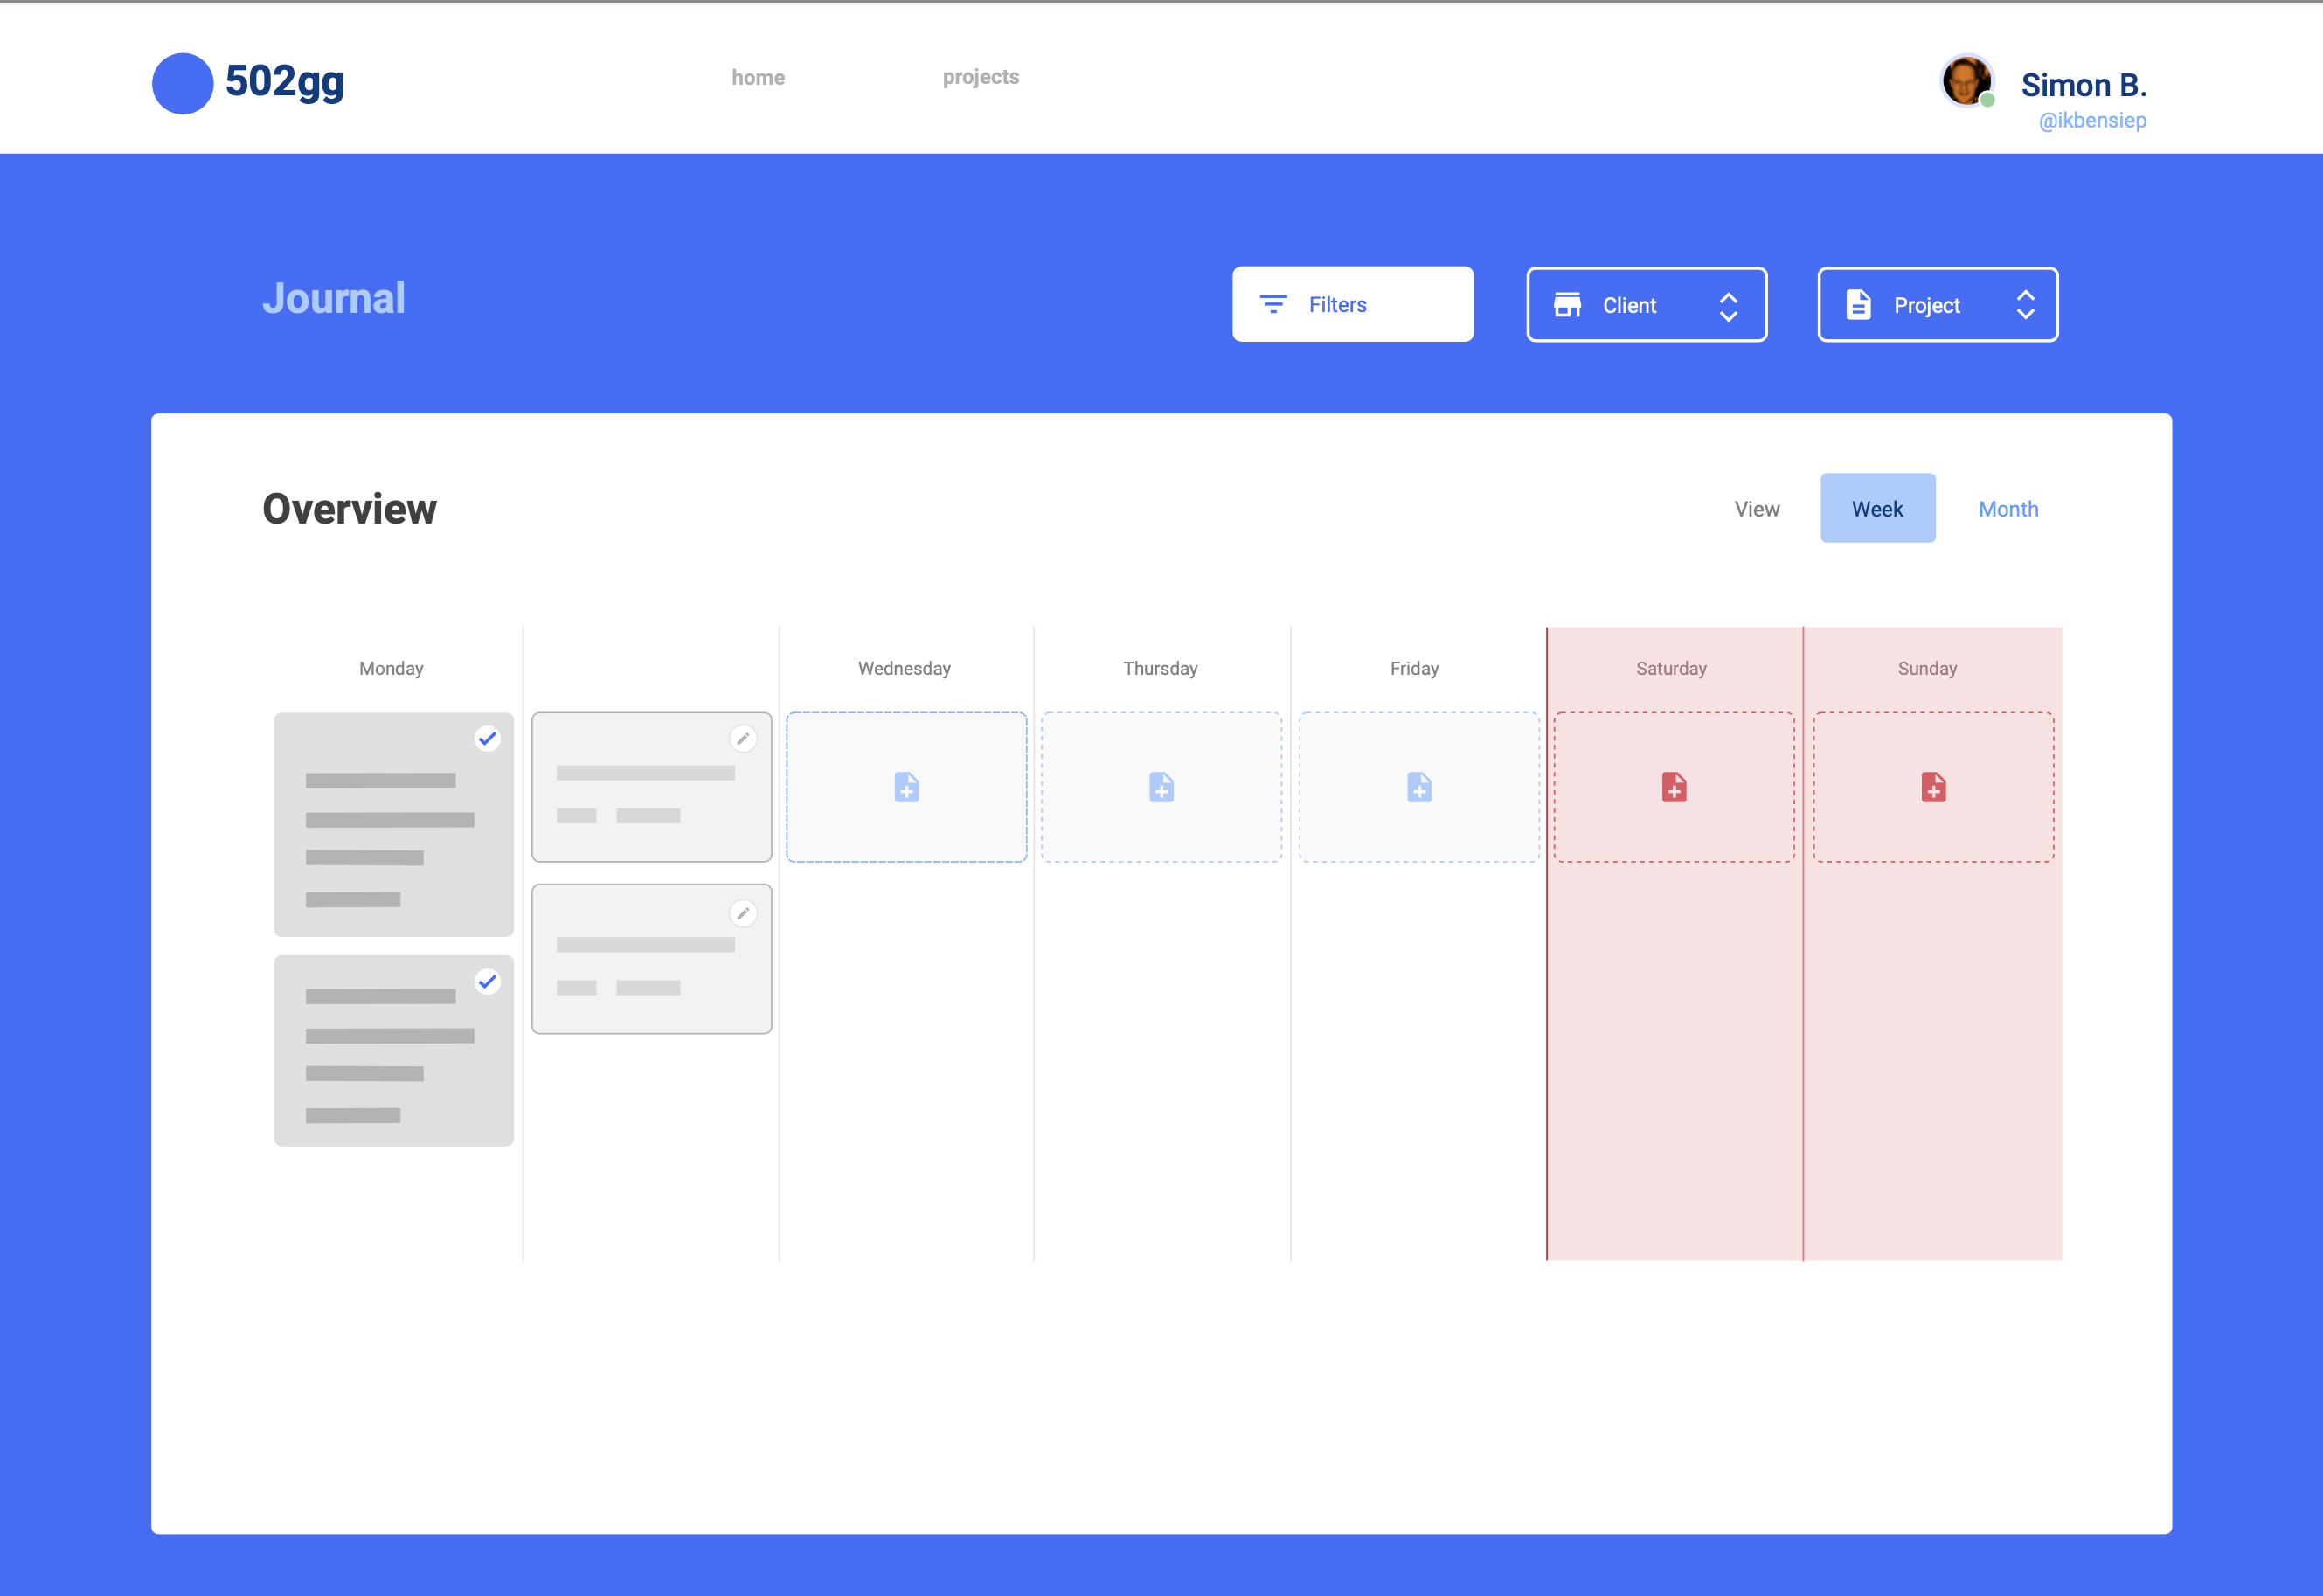 502gg
home
projects
Simon B.
@ikbensiep
Journal
Filters
Client
Project
Overview
View
Week
Month
Monday
Wednesday
Thursday
Friday
Saturday
Sunday